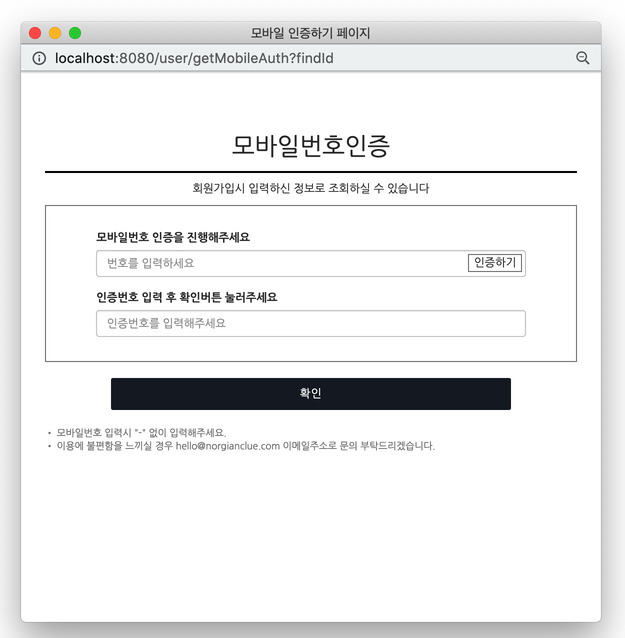 모바일 인증하기 페이지
localhost:8080/user/getMobileAuth?findId
모바일번호인증
회원가입시 입력하신 정보로 조회하실 수 있습니다
모바일번호 인증을 진행해주세요
번호를 입력하세요 인증하기
인증번호 입력 후 확인버튼 눌러주세요
인증번호를 입력해주세요
확인
• 모바일번호 입력시 "-" 없이 입력해주세요.
• 이용에 불편함을 느끼실 경우 hello@norgianclue.com 이메일주소로 문의 부탁드리겠습니다.